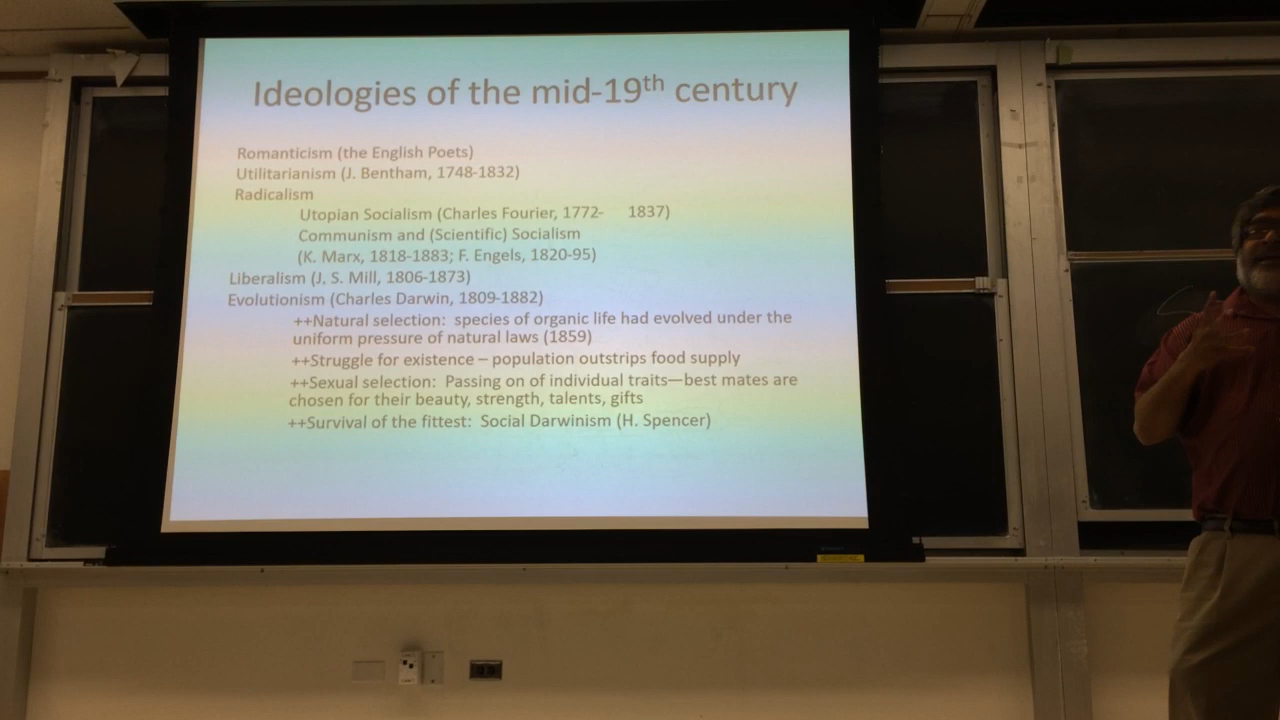 Ideologies of the mid-19th century
Romanticism (the English Poets)
Utilitarianism (J. Bentham, 1748-1832)
Radicalism
Utopian Socialism (Charles Fourier, 1772- 1837)
Communism and (Scientific) Socialism
(K. Marx, 1818-1883; F. Engels, 1820-95)
Liberalism (J. S. Mill, 1806-1873)
Evolutionism (Charles Darwin, 1809-1882)
++Natural selection: species of organic life had evolved under the
uniform pressure of natural laws (1859)
++Struggle for existence – population outstrips food supply
++Sexual selection: Passing on of individual traits—best mates are
chosen for their beauty, strength, talents, gifts
++Survival of the fittest: Social Darwinism (H. Spencer)